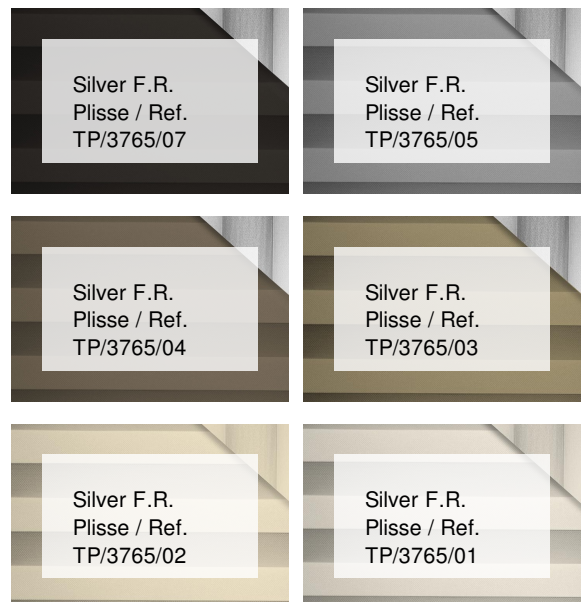 Silver F.R.
Plisse / Ref.
TP/3765/07
Silver F.R.
Plisse / Ref.
TP/3765/05
Silver F.R.
Plisse / Ref.
TP/3765/04
Silver F.R.
Plisse / Ref.
TP/3765/03
Silver F.R.
Plisse / Ref.
TP/3765/02
Silver F.R.
Plisse / Ref.
TP/3765/01